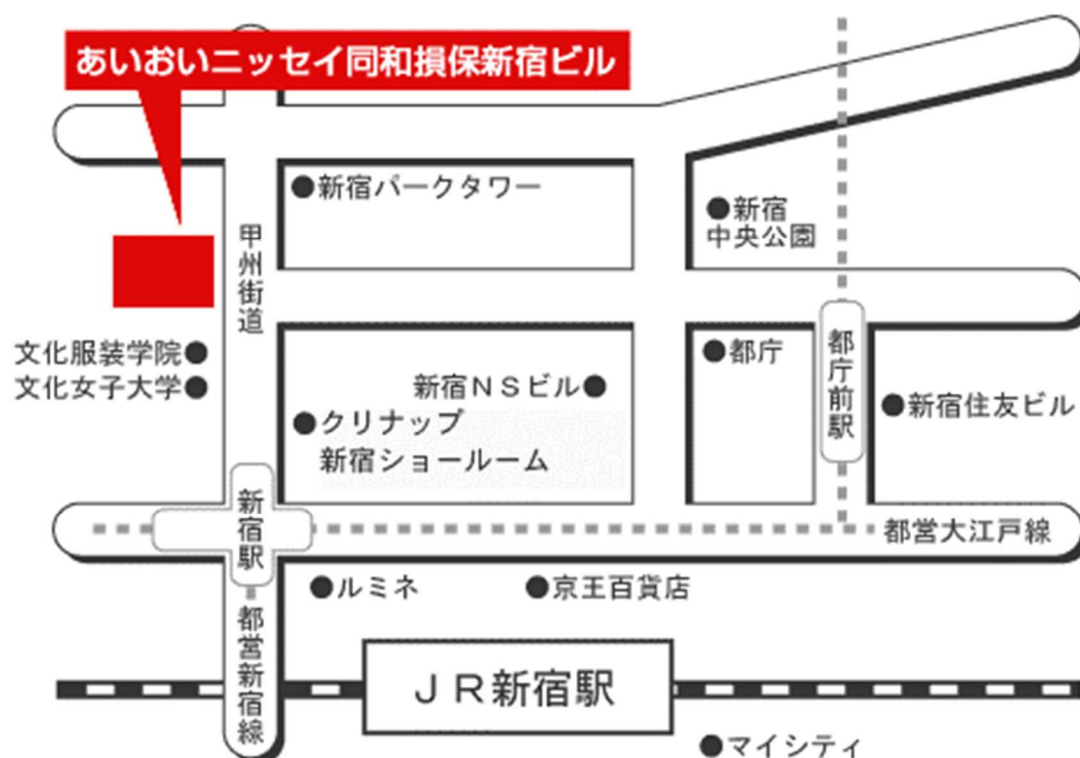 あいおいニッセイ同和損保新宿ビル
●新宿パークタワー
●新宿
中央公園
甲州街道
文化服装学院●
文化女子大学●
新宿NSビル●
●クリナップ
新宿ショールーム
●都庁
都庁前駅
●新宿住友ビル
新宿駅
都営大江戸線
●ルミネ
●京王百貨店
都営新宿線
JR新宿駅
●マイシティ